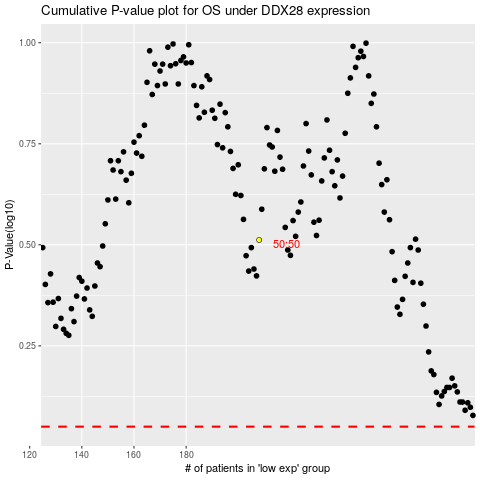 Cumulative P-value plot for OS under DDX28 expression
P-Value(log10)
1.00
0.75
0.50
0.25
50:50
120 140 160 180
# of patients in 'low exp' group